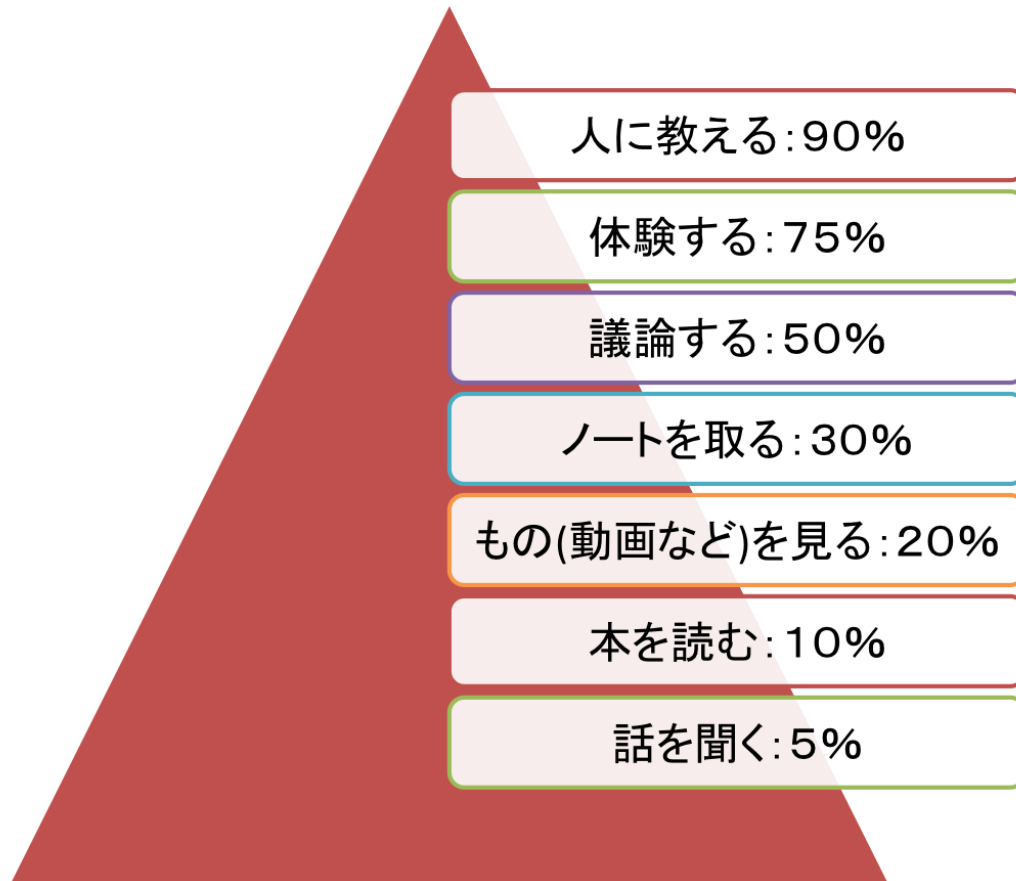 人に教える:90%
体験する:75%
議論する:50%
ノートを取る:30%
もの(動画など)を見る:20%
本を読む:10%
話を聞く:5%